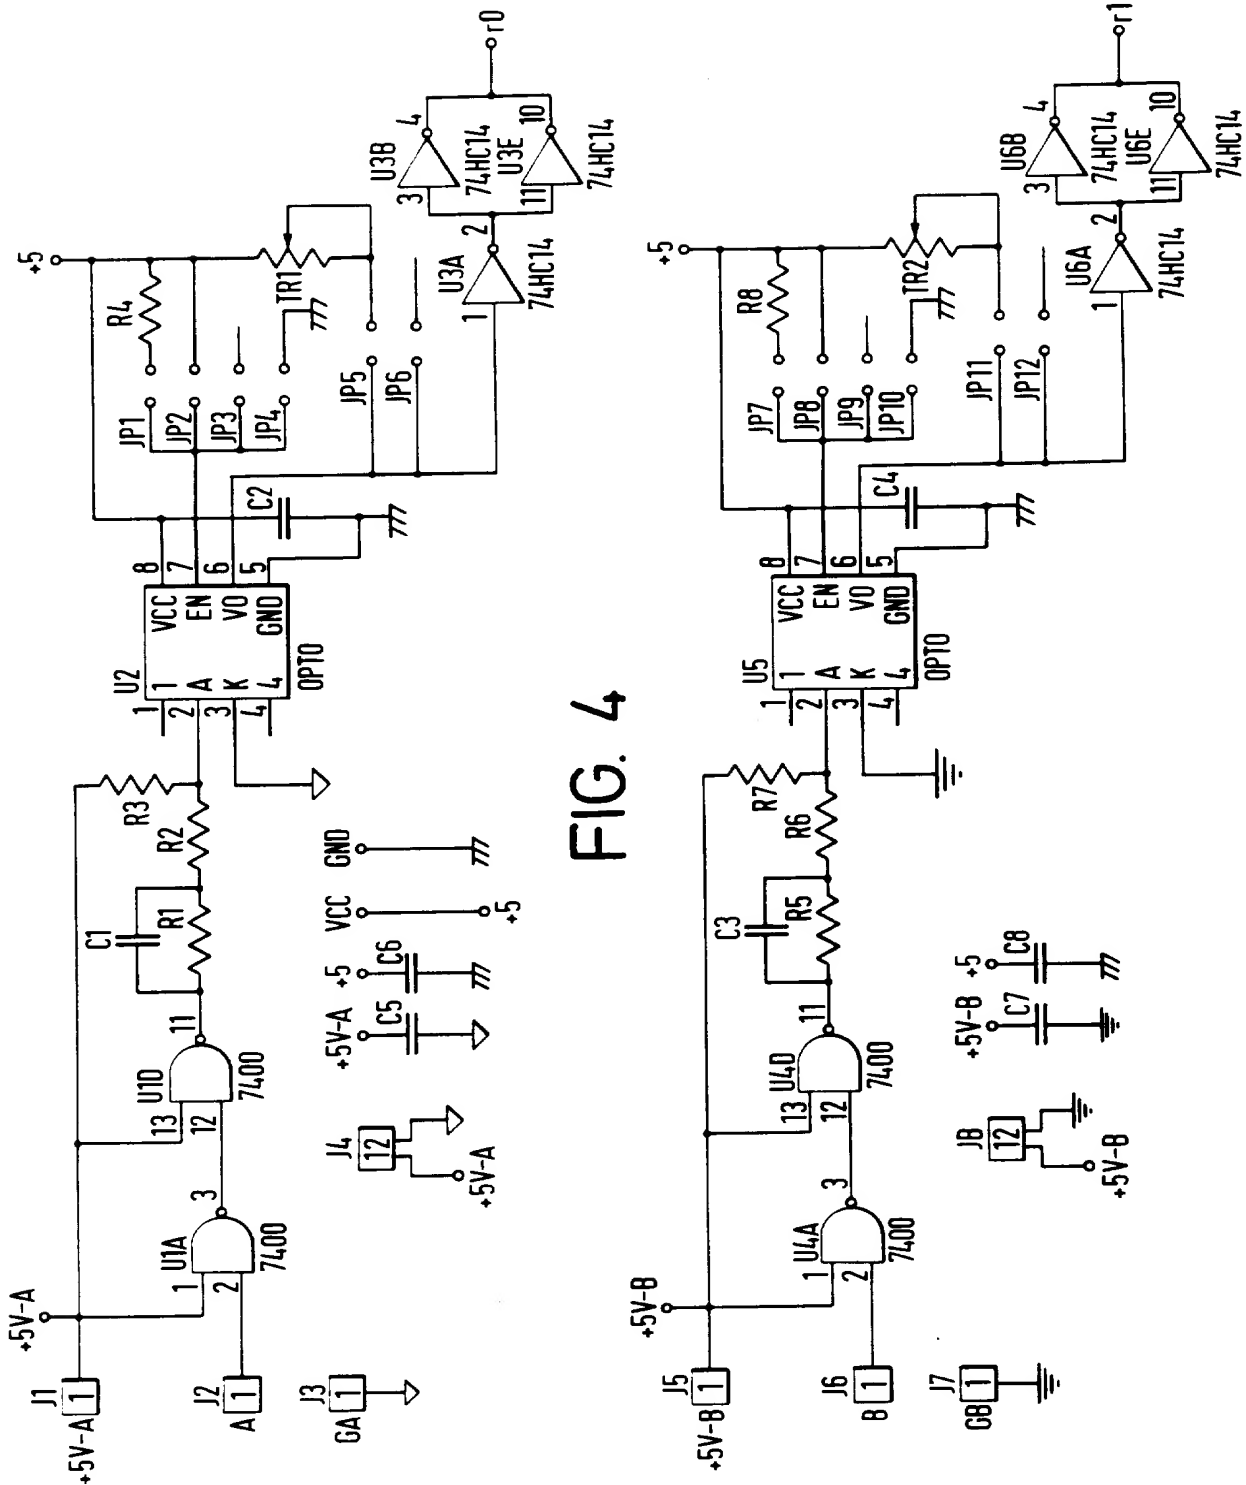 J1
1
+5V-A
+5V-A
J2
1
A
J3
1
GA
1
2
U1A
7400
3
13
12
U1D
7400
11
C1
R1
R2
R3
J4
12
+5V-A
+5V-A
C5
+5
C6
VCC
+5
GND
U2
1
2
3
4
1
A
K
4
VCC
EN
VO
GND
OPTO
8
7
6
5
C2
+5
R4
JP1
JP2
JP3
JP4
TR1
JP5
JP6
1
U3A
2
74HC14
3
U3B
4
74HC14
11
U3E
10
74HC14
r0
FIG. 4
J5
1
+5V-B
+5V-B
J6
1
B
J7
1
GB
1
2
U4A
7400
3
13
12
U4D
7400
11
C3
R5
R6
R7
J8
12
+5V-B
+5V-B
C7
+5
C8
U5
1
2
3
4
1
A
K
4
VCC
EN
VO
GND
OPTO
8
7
6
5
C4
+5
R8
JP7
JP8
JP9
JP10
TR2
JP11
JP12
1
U6A
2
74HC14
3
U6B
4
74HC14
11
U6E
10
74HC14
r1